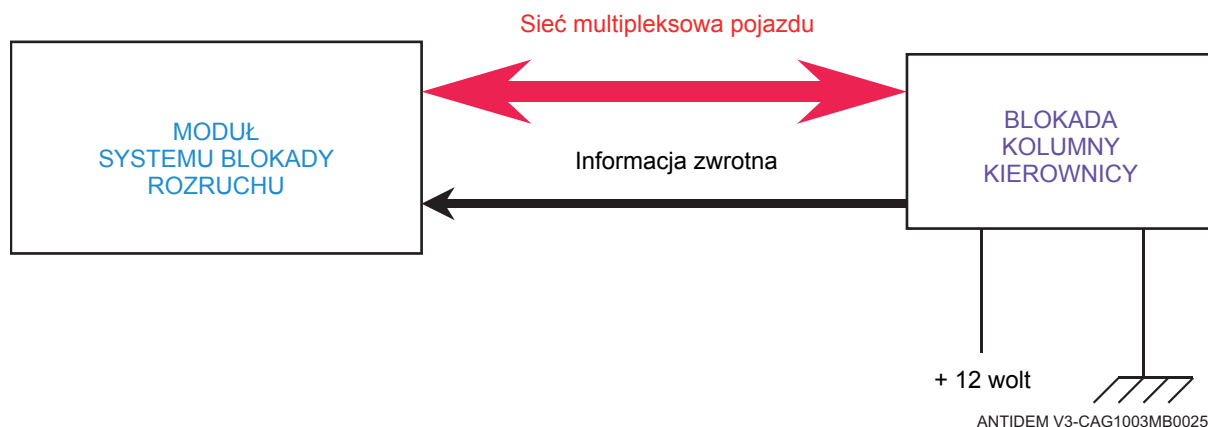 Sieć multipleksowa pojazdu
MODUŁ
SYSTEMU BLOKADY
ROZRUCHU
BLOKADA
KOLUMNY
KIEROWNICY
Informacja zwrotna
+ 12 wolt
ANTIDEM V3-CAG1003MB0025